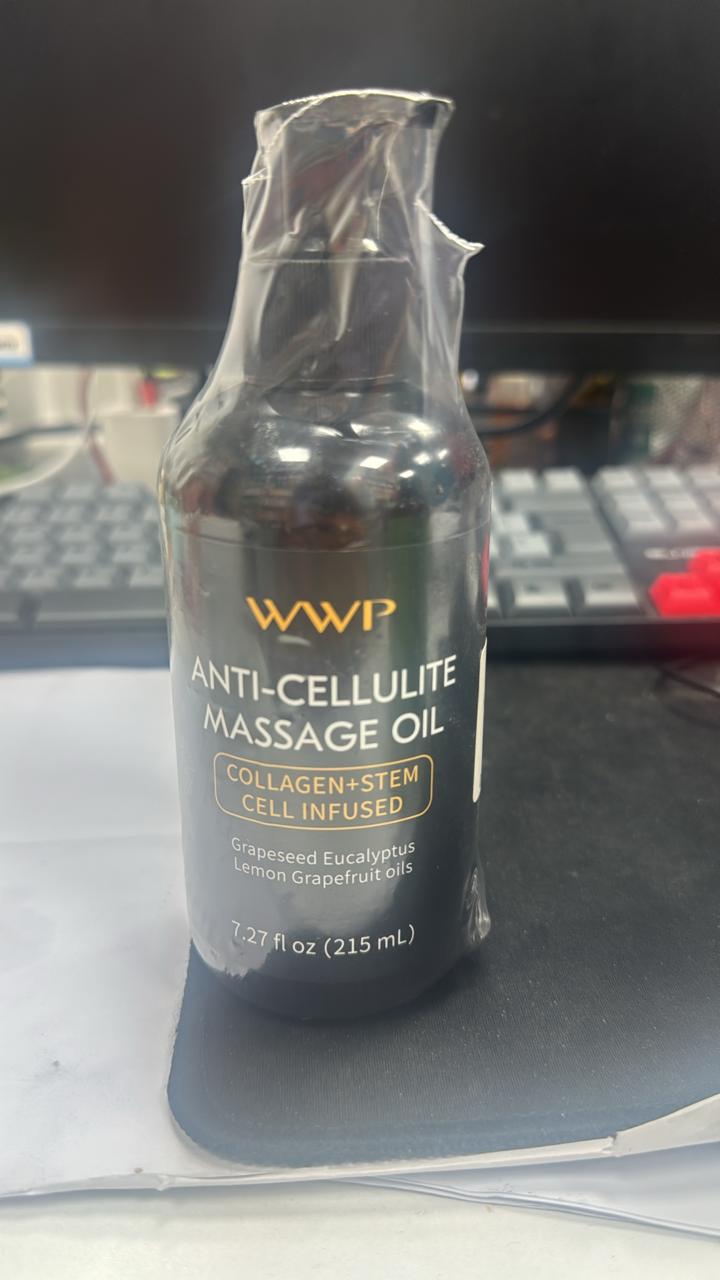 WWP
ANTI-CELLULITE
MASSAGE OIL
COLLAGEN+STEM
CELL INFUSED
Grapeseed Eucalyptus
Lemon Grapefruit oils
7.27 fl oz (215 mL)